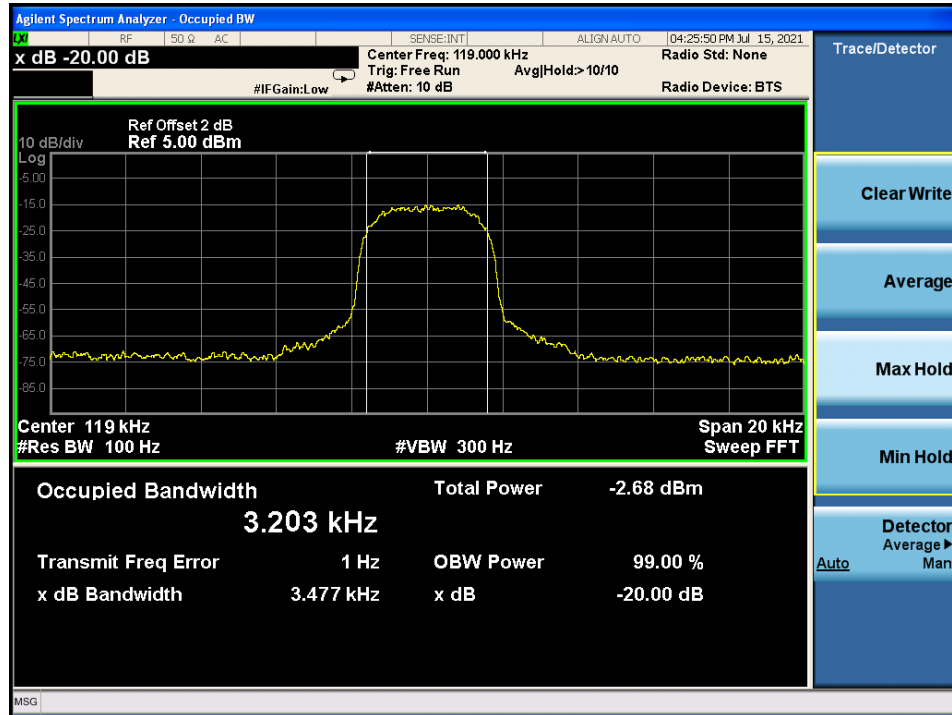 Agilent Spectrum Analyzer - Occupied BW
LXI RF 50 Ω AC SENSE:INT ALIGN AUTO 04:25:50 PM Jul 15, 2021
x dB -20.00 dB
Center Freq: 119.000 kHz Radio Std: None
Trig: Free Run Avg|Hold:>10/10
#IFGain:Low #Atten: 10 dB Radio Device: BTS
Ref Offset 2 dB
10 dB/div Ref 5.00 dBm
Log
-5.00
-15.0
-25.0
-35.0
-45.0
-55.0
-65.0
-75.0
-85.0
Center 119 kHz Span 20 kHz
#Res BW 100 Hz #VBW 300 Hz Sweep FFT
Occupied Bandwidth Total Power -2.68 dBm
3.203 kHz
Transmit Freq Error 1 Hz OBW Power 99.00 %
x dB Bandwidth 3.477 kHz x dB -20.00 dB
MSG
Trace/Detector
Clear Write
Average
Max Hold
Min Hold
Detector
Average▶
Auto Man